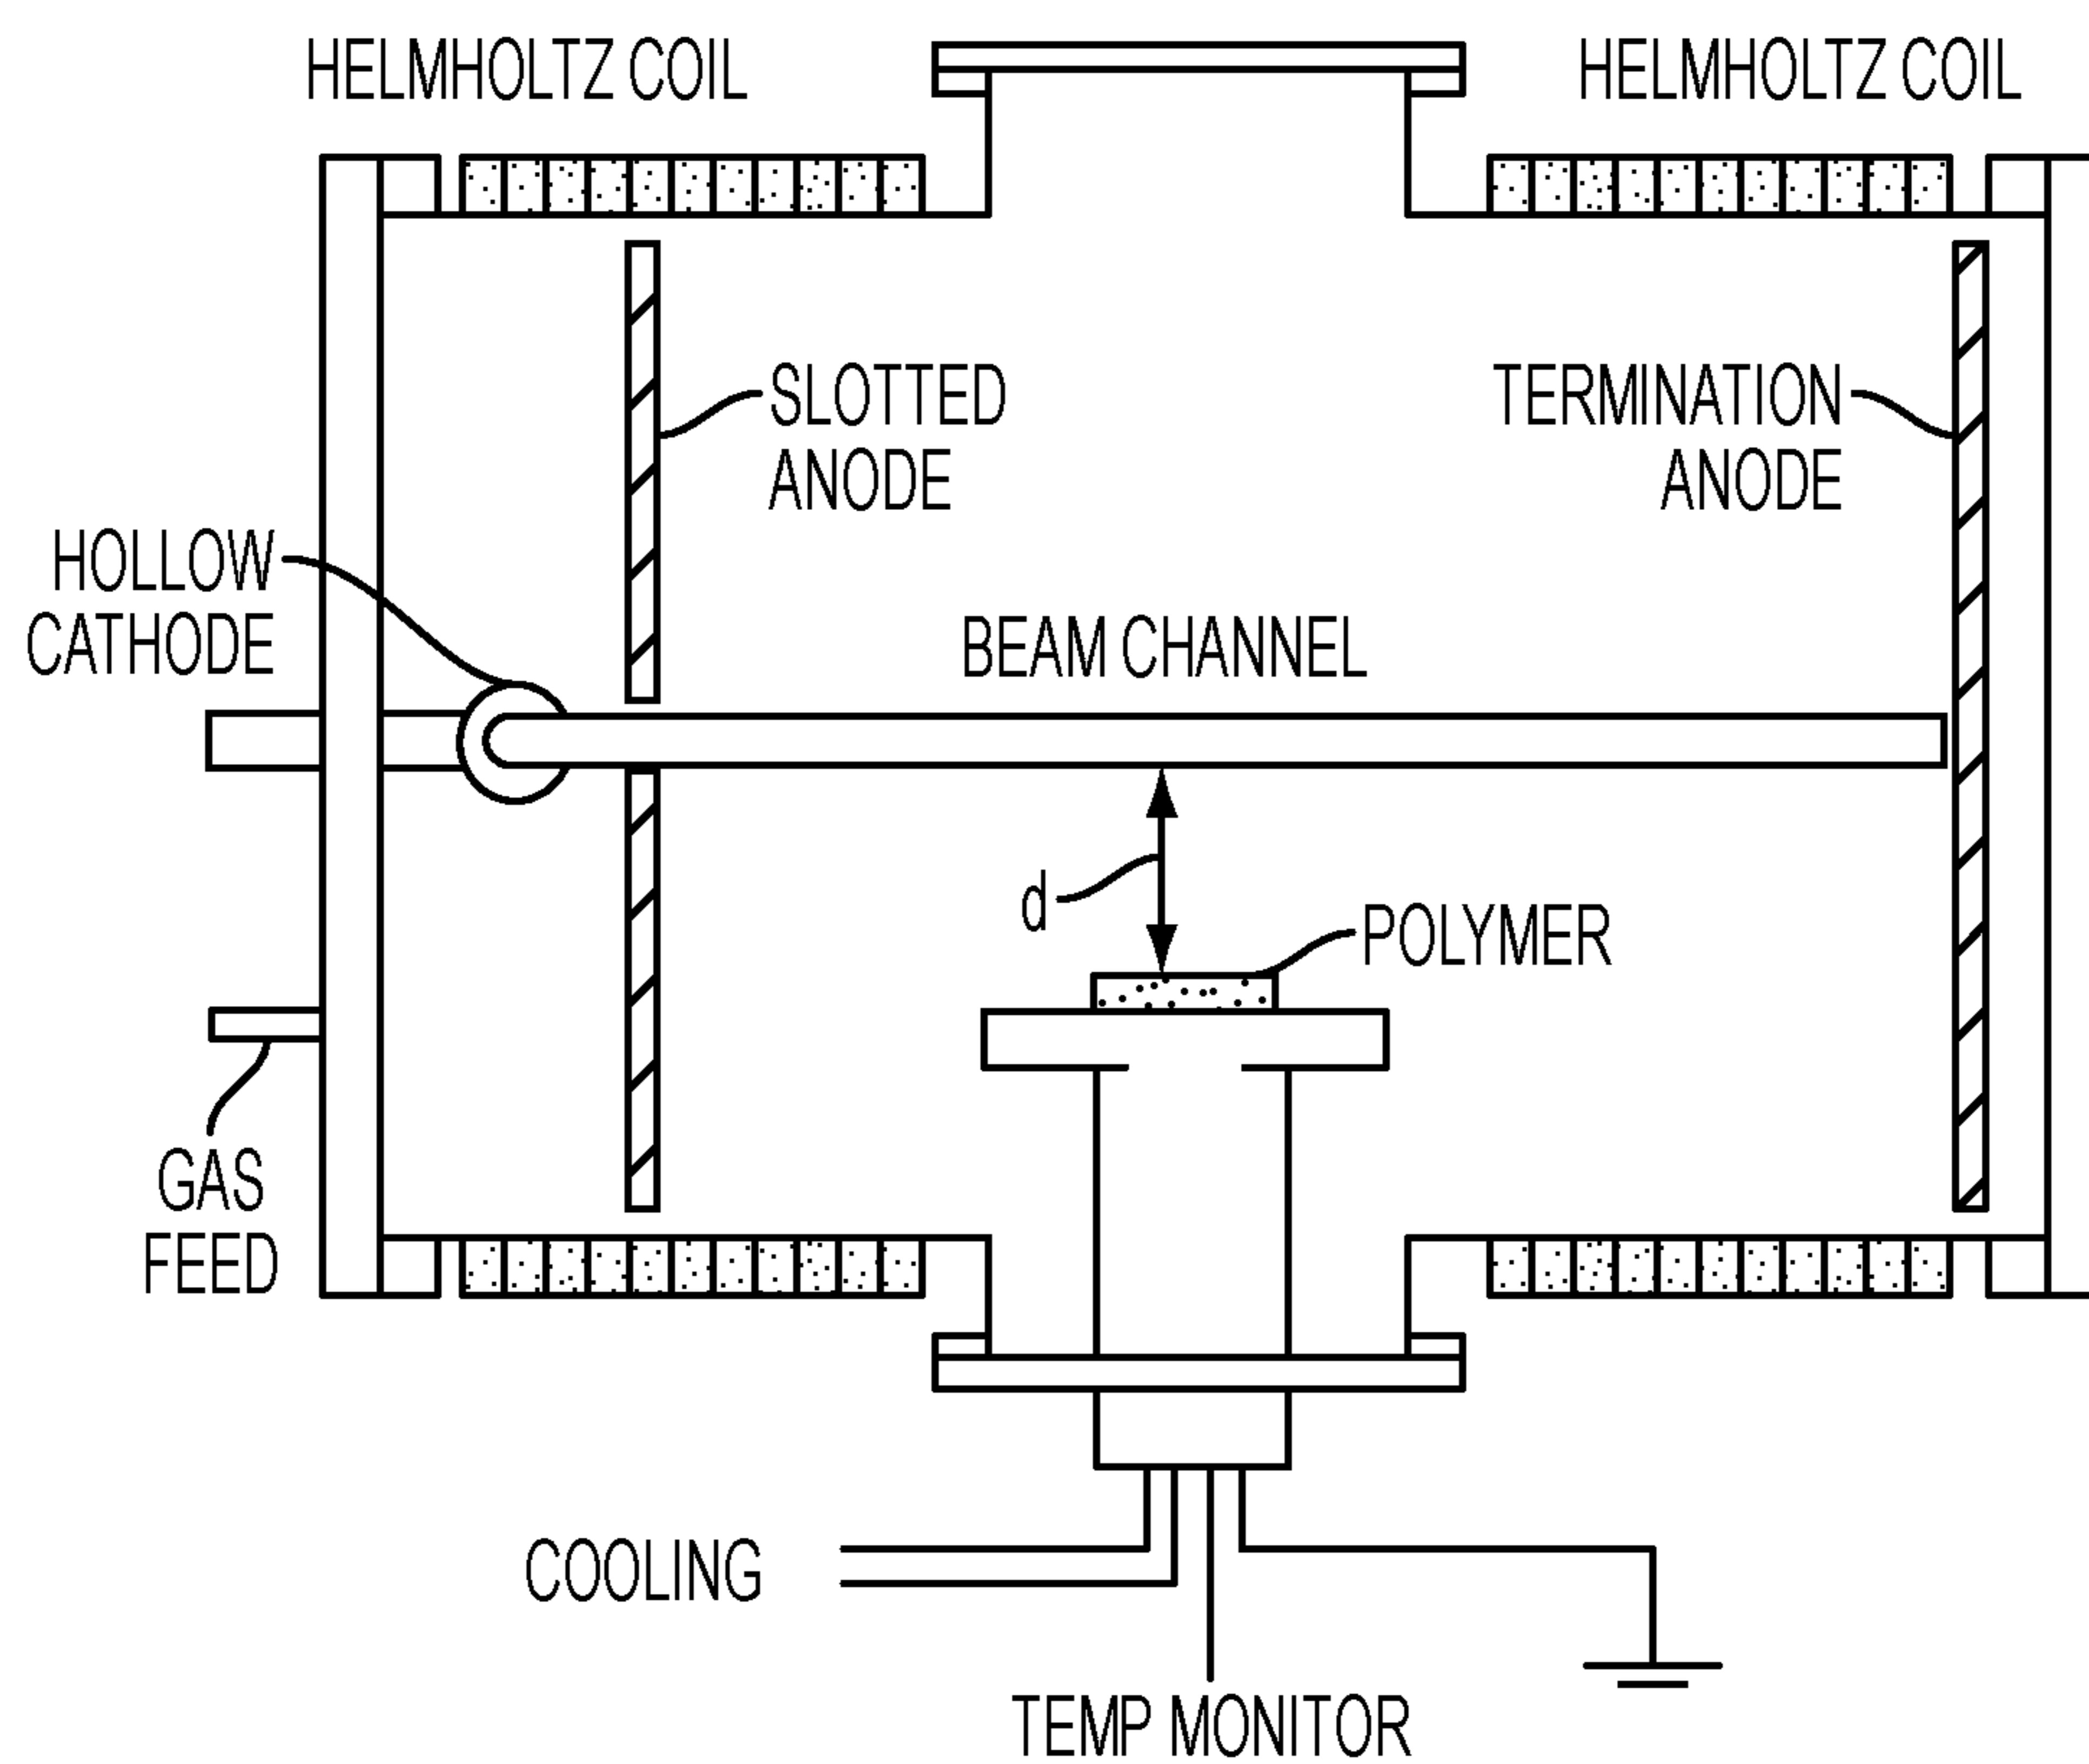 HELMHOLTZ COIL
HELMHOLTZ COIL
SLOTTED
ANODE
TERMINATION
ANODE
HOLLOW
CATHODE
BEAM CHANNEL
d
POLYMER
GAS
FEED
COOLING
TEMP MONITOR